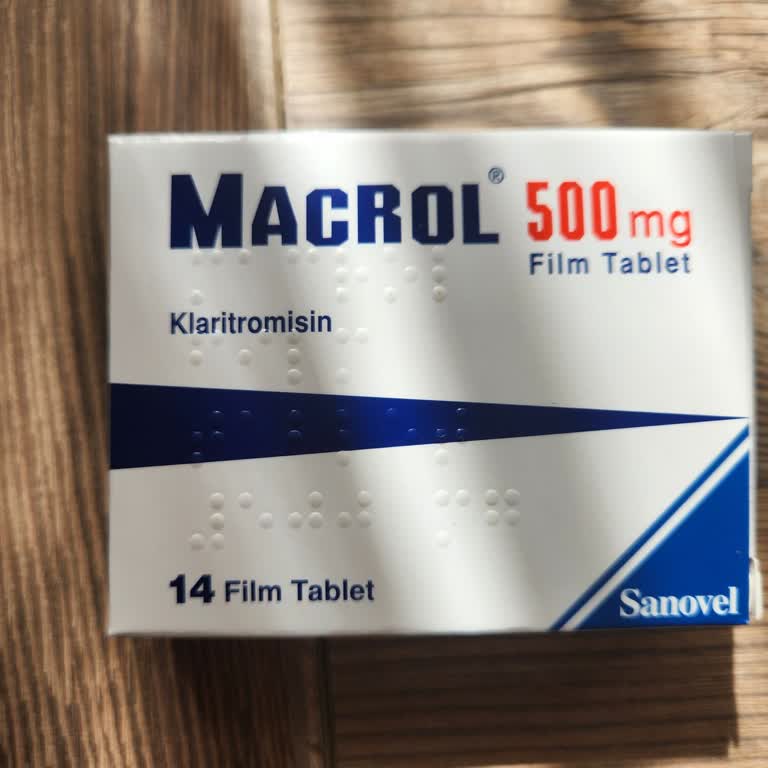 MACROL® 500 mg
Film Tablet
Klaritromisin
14 Film Tablet
Sanovel